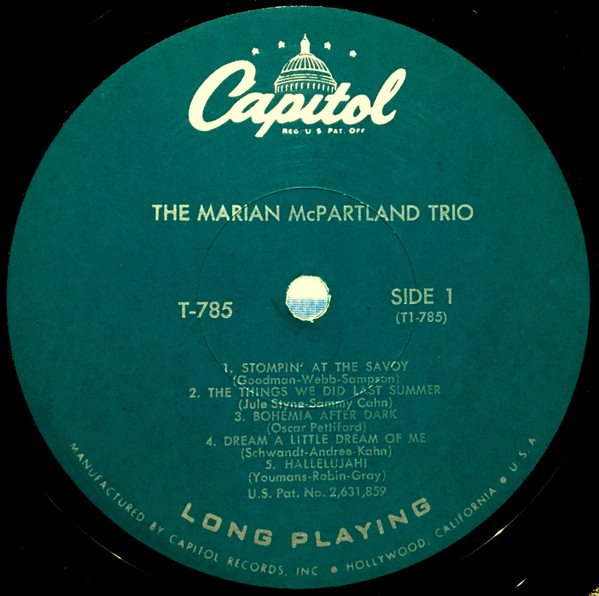 Capitol
REG. U.S. PAT. OFF
THE MARIAN McPARTLAND TRIO
T-785
SIDE 1
(T1-785)
1. STOMPIN' AT THE SAVOY
(Goodman-Webb-Sampson)
2. THE THINGS WE DID LAST SUMMER
(Jule Styne-Sammy Cahn)
3. BOHEMIA AFTER DARK
(Oscar Pettiford)
4. DREAM A LITTLE DREAM OF ME
(Schwandt-Andree-Kahn)
5. HALLELUJAH!
(Youmans-Robin-Gray)
U.S. Pat. No. 2,631,859
LONG PLAYING
MANUFACTURED BY CAPITOL RECORDS, INC • HOLLYWOOD, CALIFORNIA • U.S.A